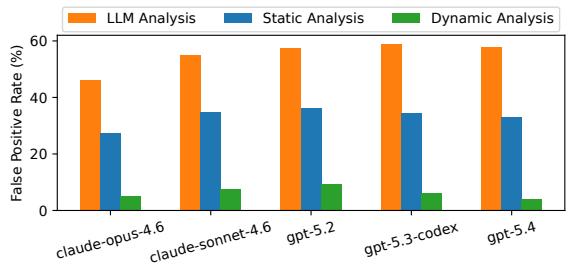 LLM Analysis Static Analysis Dynamic Analysis
False Positive Rate (%)
60
40
20
0
claude-opus-4.6 claude-sonnet-4.6 gpt-5.2 gpt-5.3-codex gpt-5.4